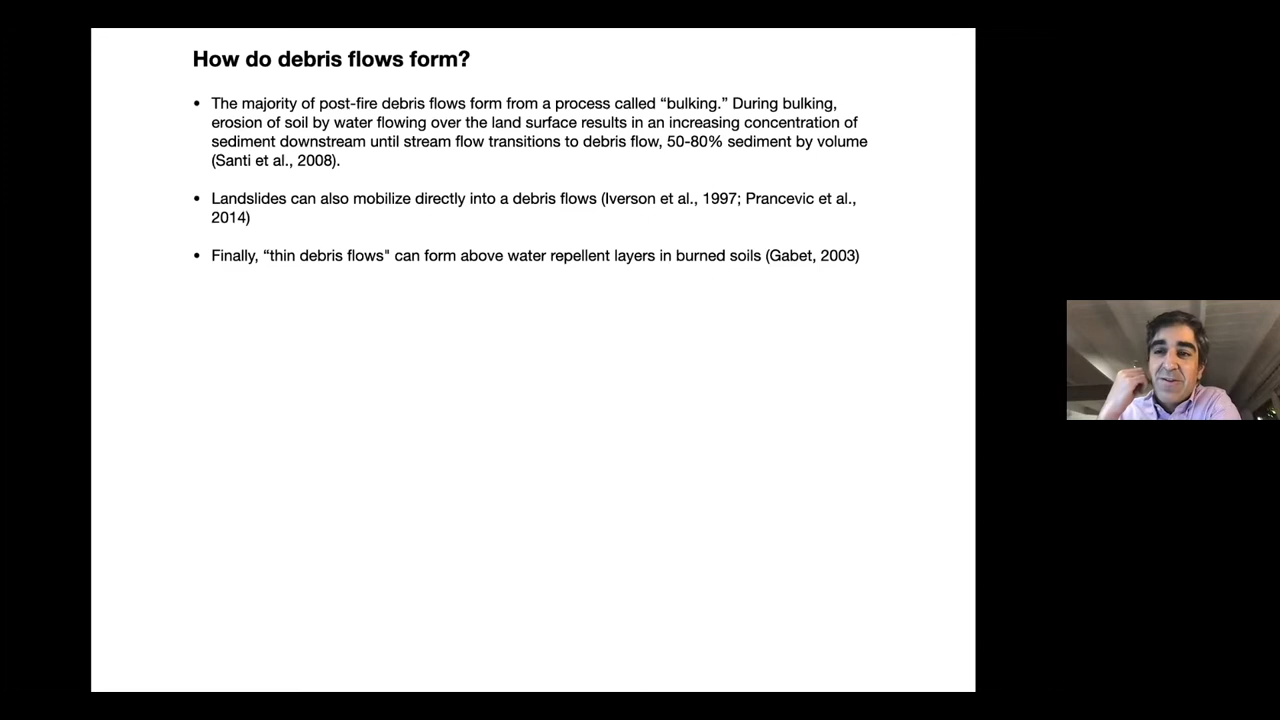 How do debris flows form?
• The majority of post-fire debris flows form from a process called “bulking.” During bulking,
erosion of soil by water flowing over the land surface results in an increasing concentration of
sediment downstream until stream flow transitions to debris flow, 50-80% sediment by volume
(Santi et al., 2008).
• Landslides can also mobilize directly into a debris flows (Iverson et al., 1997; Prancevic et al.,
2014)
• Finally, “thin debris flows" can form above water repellent layers in burned soils (Gabet, 2003)